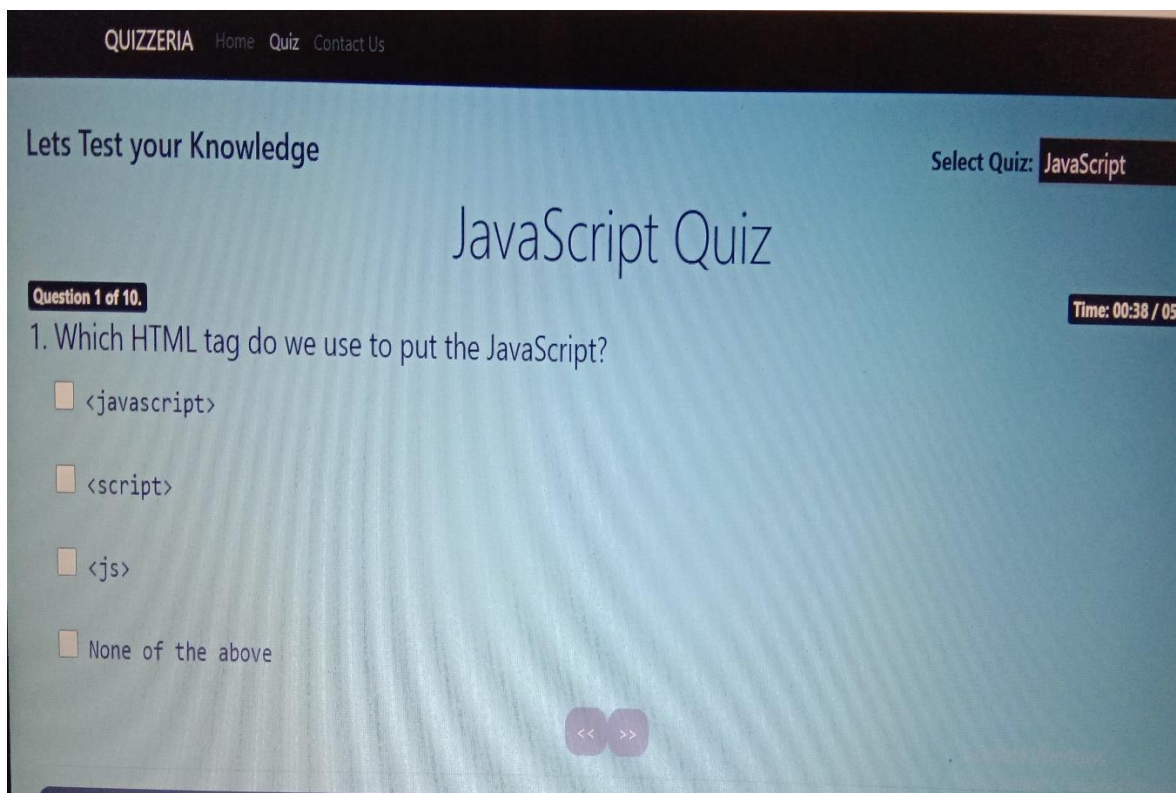 QUIZZERIA Home Quiz Contact Us
Lets Test your Knowledge
Select Quiz: JavaScript
JavaScript Quiz
Question 1 of 10.
Time: 00:38 / 05
1. Which HTML tag do we use to put the JavaScript?
<javascript>
<script>
<js>
None of the above
<< >>